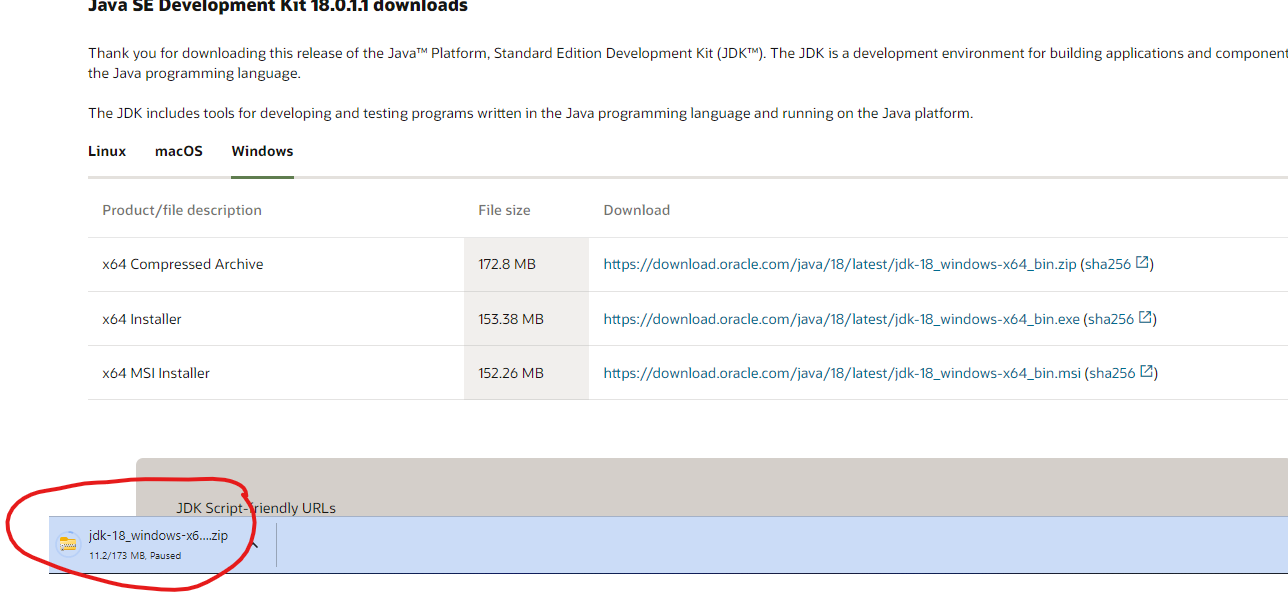 Java SE Development Kit 18.0.1.1 downloads
Thank you for downloading this release of the Java™ Platform, Standard Edition Development Kit (JDK™). The JDK is a development environment for building applications and component
the Java programming language.
The JDK includes tools for developing and testing programs written in the Java programming language and running on the Java platform.
Linux macOS Windows
Product/file description File size Download
x64 Compressed Archive 172.8 MB https://download.oracle.com/java/18/latest/jdk-18_windows-x64_bin.zip (sha256)
x64 Installer 153.38 MB https://download.oracle.com/java/18/latest/jdk-18_windows-x64_bin.exe (sha256)
x64 MSI Installer 152.26 MB https://download.oracle.com/java/18/latest/jdk-18_windows-x64_bin.msi (sha256)
JDK Script-friendly URLs
jdk-18_windows-x6....zip
11.2/173 MB, Paused